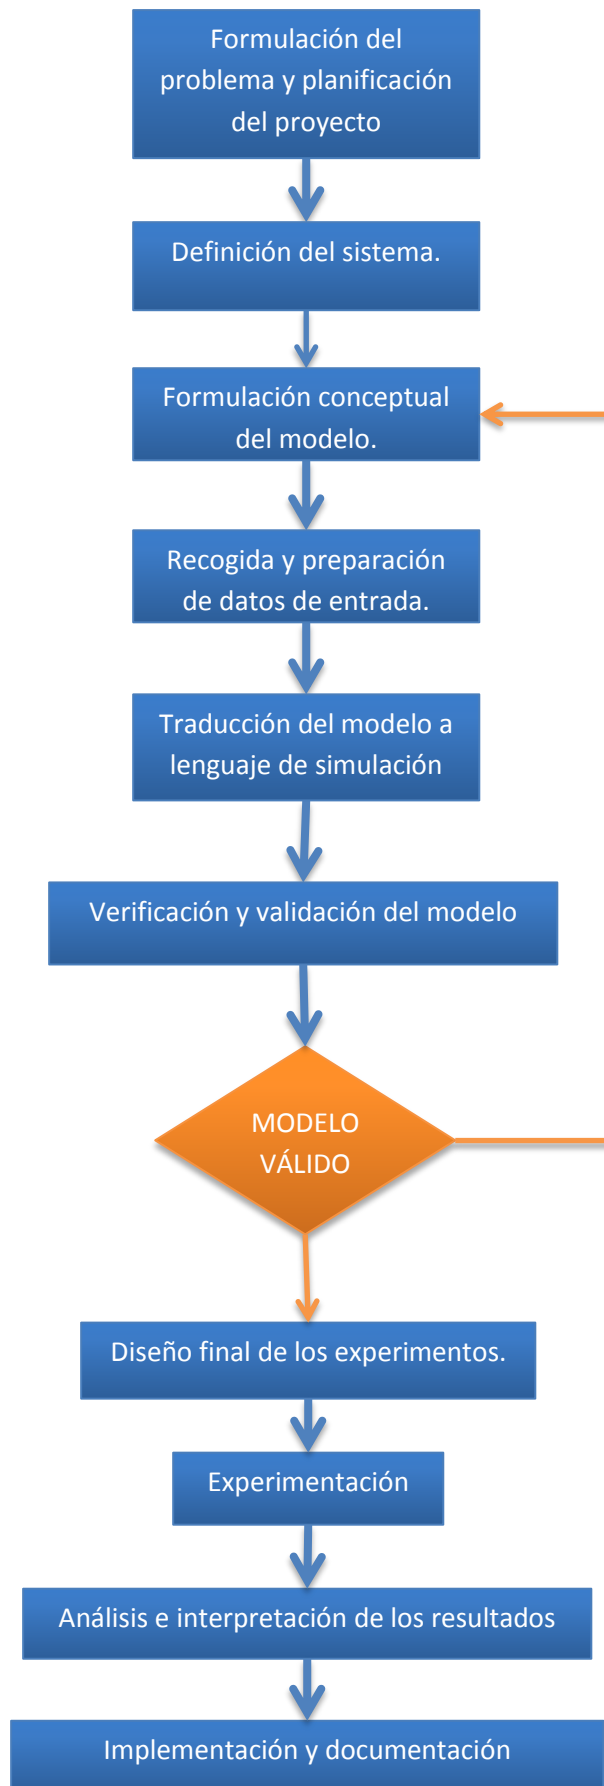 Formulación del
problema y planificación
del proyecto
Definición del sistema.
Formulación conceptual
del modelo.
Recogida y preparación
de datos de entrada.
Traducción del modelo a
lenguaje de simulación
Verificación y validación del modelo
MODELO
VÁLIDO
Diseño final de los experimentos.
Experimentación
Análisis e interpretación de los resultados
Implementación y documentación